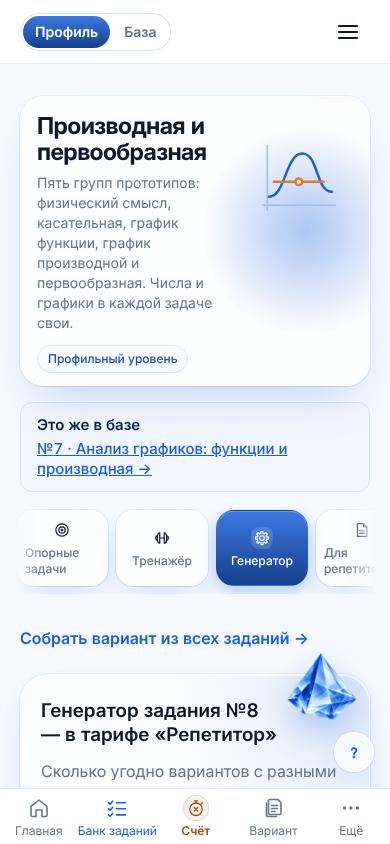 Профиль База
Производная и
первообразная
Пять групп прототипов:
физический смысл,
касательная, график
функции, график
производной и
первообразная. Числа и
графики в каждой задаче
свои.
Профильный уровень
Это же в базе
№7 · Анализ графиков: функции и
производная →
Опорные
задачи
Тренажёр
Генератор
Для
Собрать вариант из всех заданий →
Генератор задания №8
— в тарифе «Репетитор»
Сколько угодно вариантов с разными
?
Главная Банк заданий Счёт Вариант Ещё